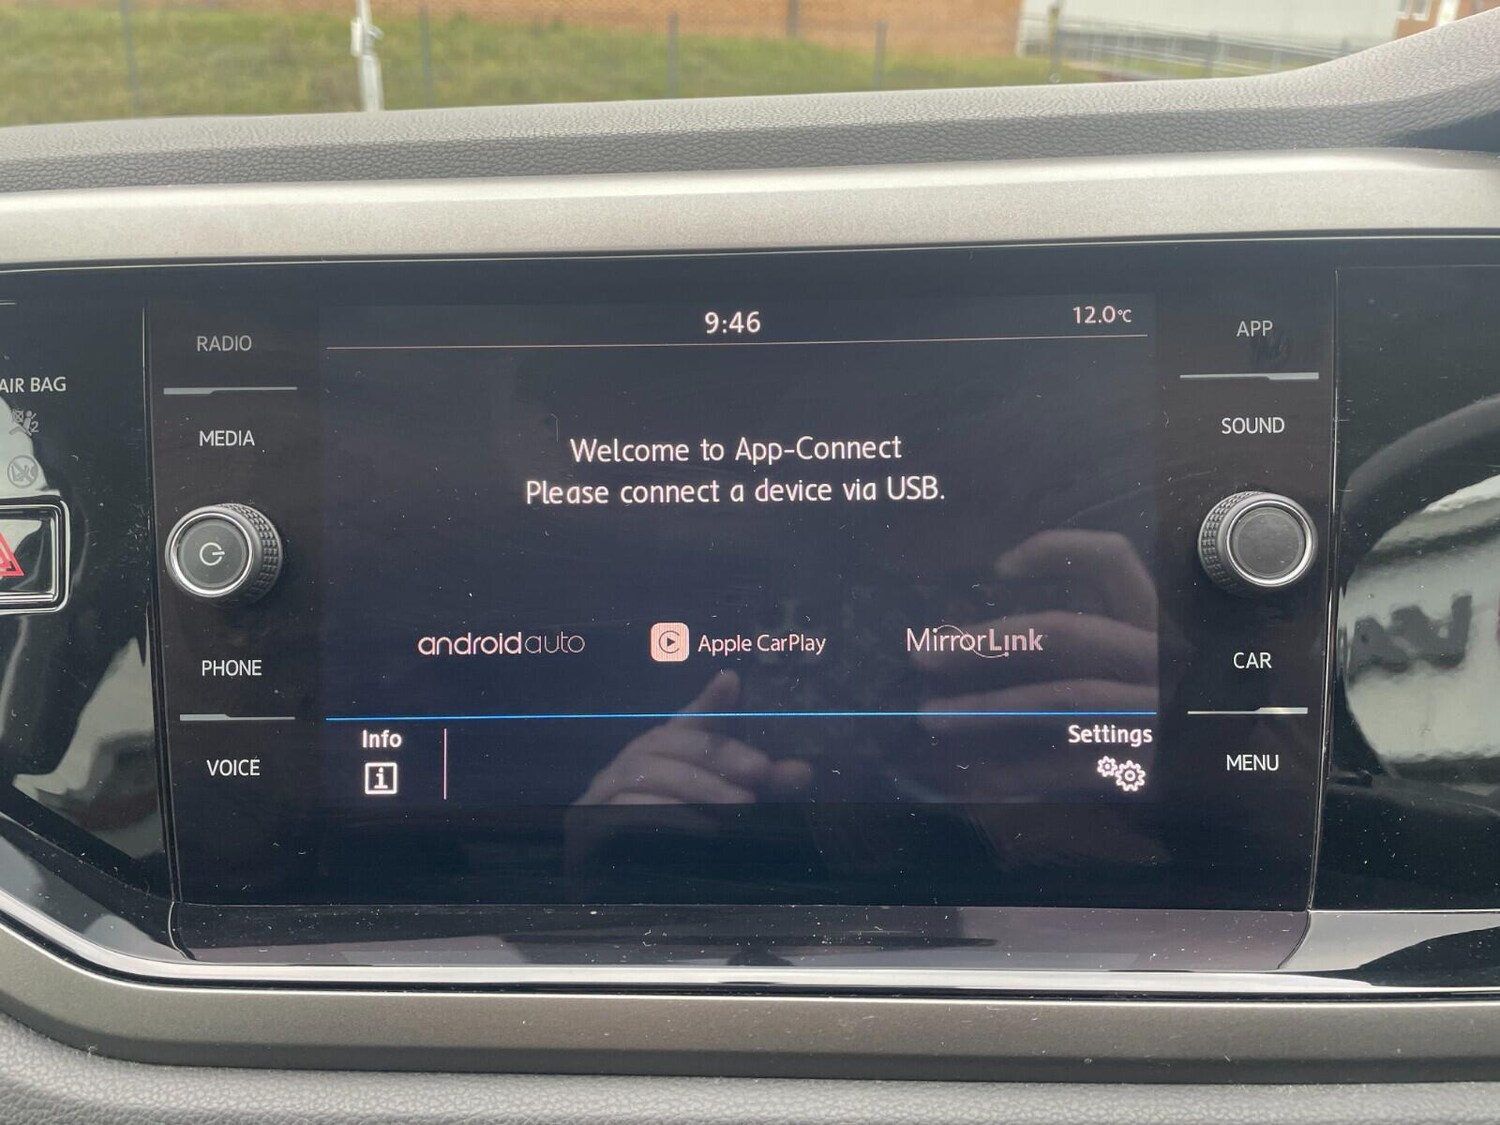 9:46
12.0°C
RADIO
APP
AIR BAG
MEDIA
SOUND
Welcome to App-Connect
Please connect a device via USB.
androidauto
Apple CarPlay
MirrorLink
PHONE
CAR
Info
Settings
VOICE
MENU